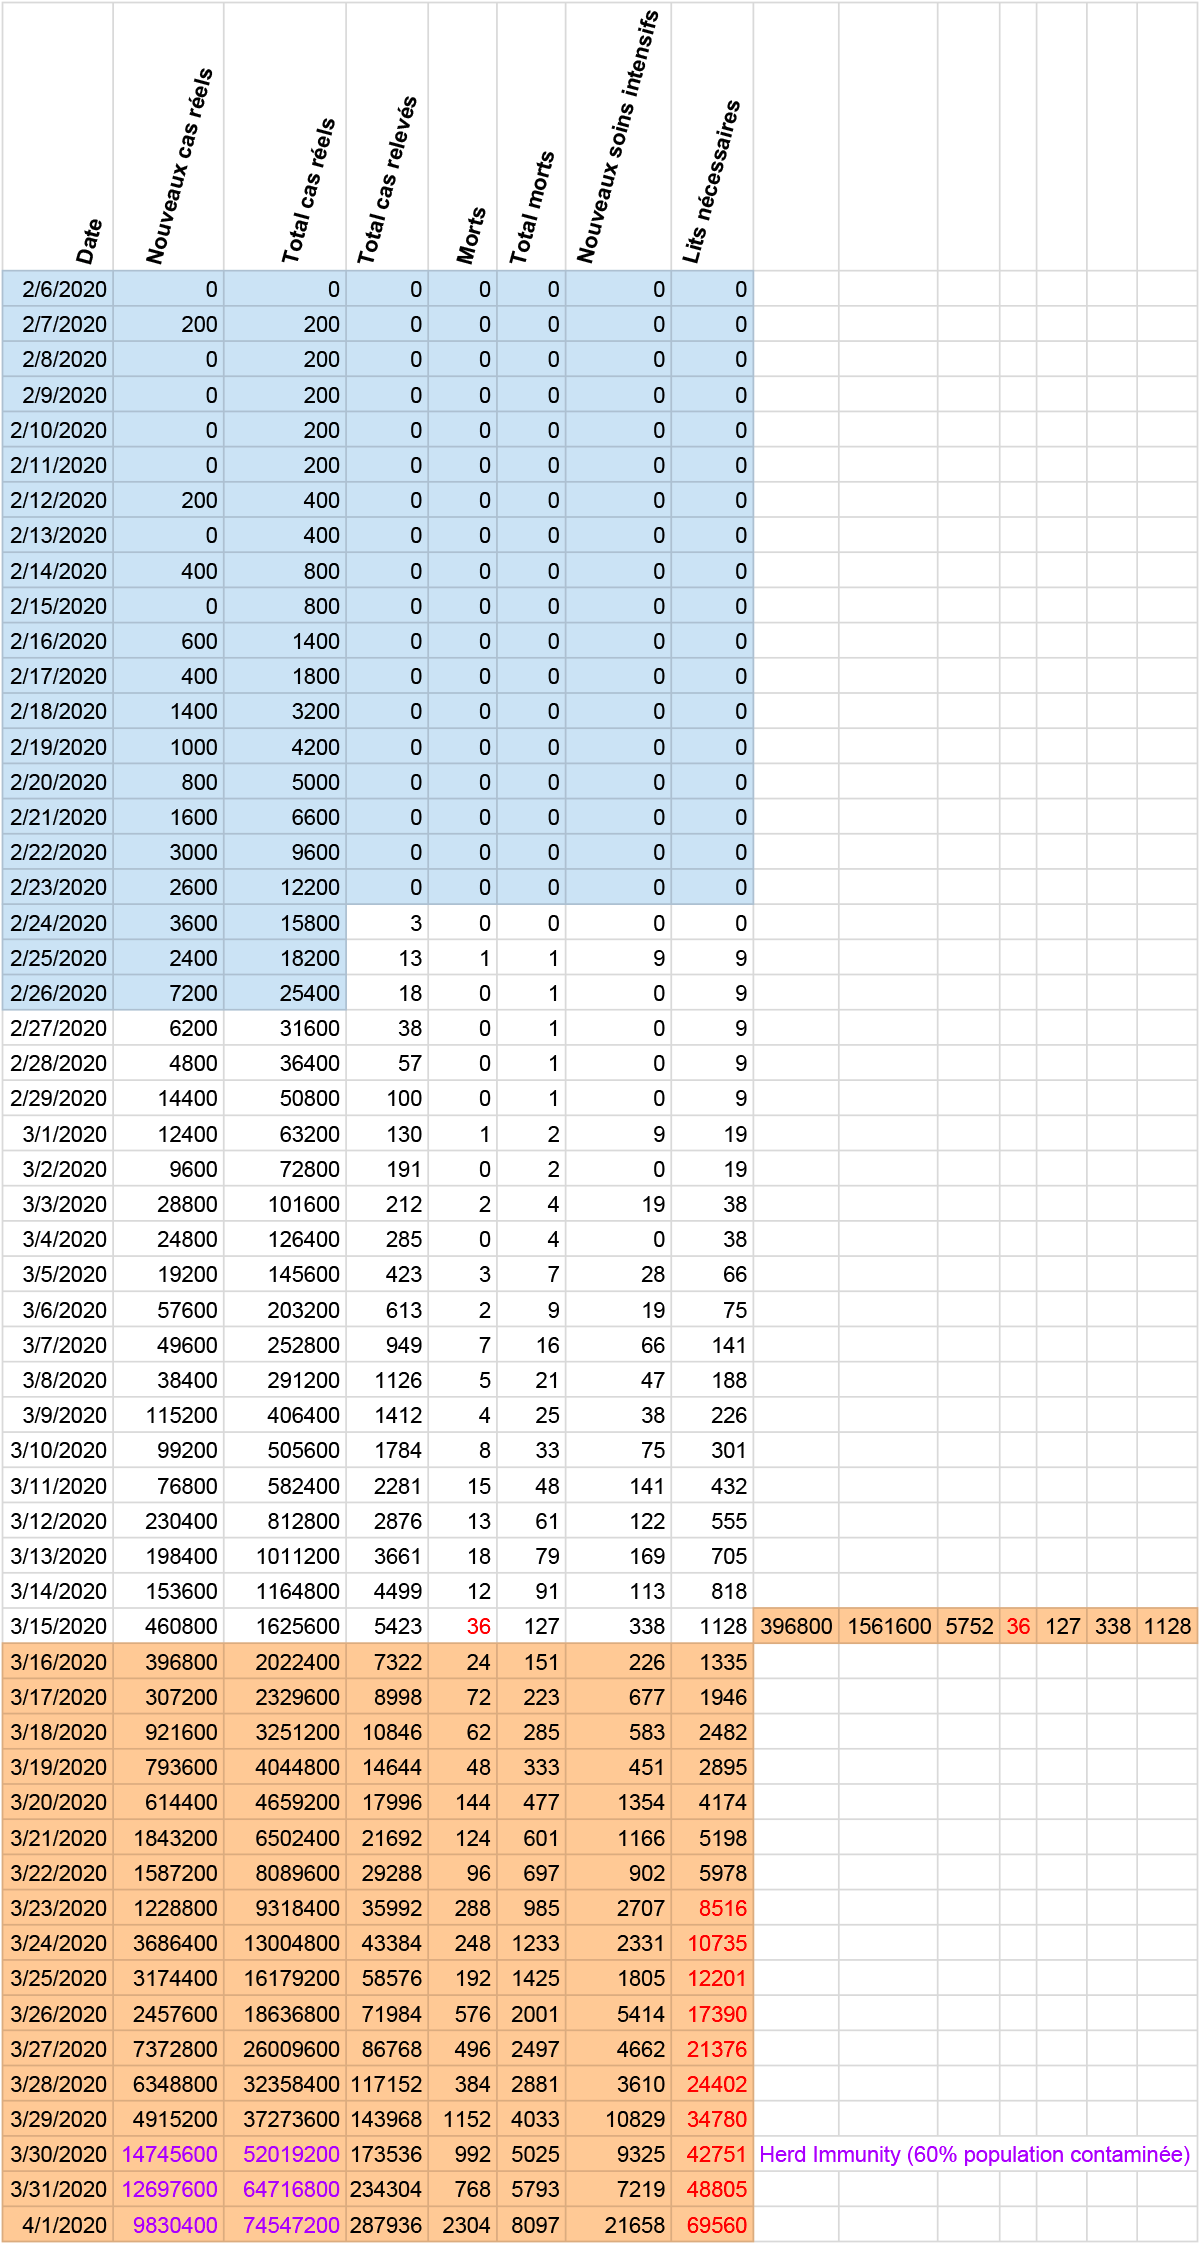 Date Nouveaux cas réels Total cas réels Total cas relevés Morts Total morts Nouveaux soins intensifs Lits nécessaires
2/6/2020 0 0 0 0 0 0 0
2/7/2020 200 200 0 0 0 0 0
2/8/2020 0 200 0 0 0 0 0
2/9/2020 0 200 0 0 0 0 0
2/10/2020 0 200 0 0 0 0 0
2/11/2020 0 200 0 0 0 0 0
2/12/2020 200 400 0 0 0 0 0
2/13/2020 0 400 0 0 0 0 0
2/14/2020 400 800 0 0 0 0 0
2/15/2020 0 800 0 0 0 0 0
2/16/2020 600 1400 0 0 0 0 0
2/17/2020 400 1800 0 0 0 0 0
2/18/2020 1400 3200 0 0 0 0 0
2/19/2020 1000 4200 0 0 0 0 0
2/20/2020 800 5000 0 0 0 0 0
2/21/2020 1600 6600 0 0 0 0 0
2/22/2020 3000 9600 0 0 0 0 0
2/23/2020 2600 12200 0 0 0 0 0
2/24/2020 3600 15800 3 0 0 0 0
2/25/2020 2400 18200 13 1 1 9 9
2/26/2020 7200 25400 18 0 1 0 9
2/27/2020 6200 31600 38 0 1 0 9
2/28/2020 4800 36400 57 0 1 0 9
2/29/2020 14400 50800 100 0 1 0 9
3/1/2020 12400 63200 130 1 2 9 19
3/2/2020 9600 72800 191 0 2 0 19
3/3/2020 28800 101600 212 2 4 19 38
3/4/2020 24800 126400 285 0 4 0 38
3/5/2020 19200 145600 423 3 7 28 66
3/6/2020 57600 203200 613 2 9 19 75
3/7/2020 49600 252800 949 7 16 66 141
3/8/2020 38400 291200 1126 5 21 47 188
3/9/2020 115200 406400 1412 4 25 38 226
3/10/2020 99200 505600 1784 8 33 75 301
3/11/2020 76800 582400 2281 15 48 141 432
3/12/2020 230400 812800 2876 13 61 122 555
3/13/2020 198400 1011200 3661 18 79 169 705
3/14/2020 153600 1164800 4499 12 91 113 818
3/15/2020 460800 1625600 5423 36 127 338 1128 396800 1561600 5752 36 127 338 1128
3/16/2020 396800 2022400 7322 24 151 226 1335
3/17/2020 307200 2329600 8998 72 223 677 1946
3/18/2020 921600 3251200 10846 62 285 583 2482
3/19/2020 793600 4044800 14644 48 333 451 2895
3/20/2020 614400 4659200 17996 144 477 1354 4174
3/21/2020 1843200 6502400 21692 124 601 1166 5198
3/22/2020 1587200 8089600 29288 96 697 902 5978
3/23/2020 1228800 9318400 35992 288 985 2707 8516
3/24/2020 3686400 13004800 43384 248 1233 2331 10735
3/25/2020 3174400 16179200 58576 192 1425 1805 12201
3/26/2020 2457600 18636800 71984 576 2001 5414 17390
3/27/2020 7372800 26009600 86768 496 2497 4662 21376
3/28/2020 6348800 32358400 117152 384 2881 3610 24402
3/29/2020 4915200 37273600 143968 1152 4033 10829 34780
3/30/2020 14745600 52019200 173536 992 5025 9325 42751 Herd Immunity (60% population contaminée)
3/31/2020 12697600 64716800 234304 768 5793 7219 48805
4/1/2020 9830400 74547200 287936 2304 8097 21658 69560